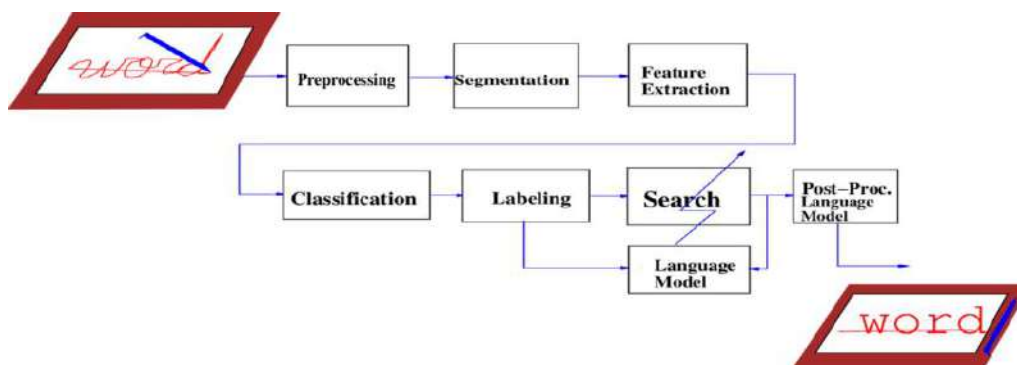 word
Preprocessing
Segmentation
Feature
Extraction
Classification
Labeling
Search
Post-Proc.
Language
Model
Language
Model
word